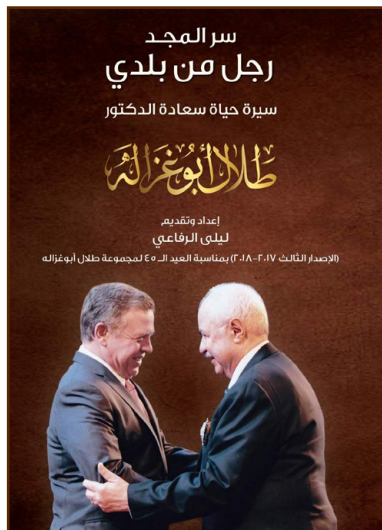 سر المجد
رجل من بلدي
سيرة حياة سعادة الدكتور
طلال أبوغزاله
إعداد وتقديم
ليلى الرفاعي
(الإصدار الثالث ٢٠١٧-٢٠١٨) بمناسبة العيد الـ ٤٥ لمجموعة طلال أبوغزاله